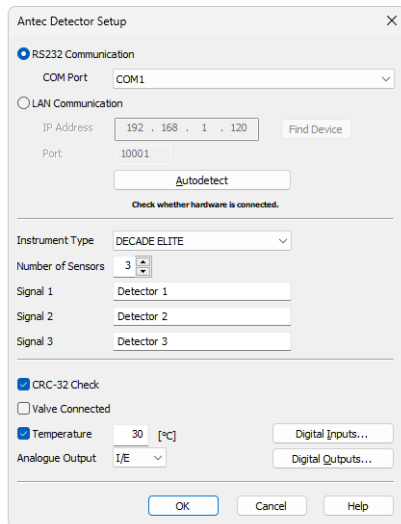 Antec Detector Setup
RS232 Communication
COM Port COM1
LAN Communication
IP Address 192 . 168 . 1 . 120 Find Device
Port 10001
Autodetect
Check whether hardware is connected.
Instrument Type DECADE ELITE
Number of Sensors 3
Signal 1 Detector 1
Signal 2 Detector 2
Signal 3 Detector 3
CRC-32 Check
Valve Connected
Temperature 30 [°C] Digital Inputs...
Analogue Output I/E Digital Outputs...
OK Cancel Help